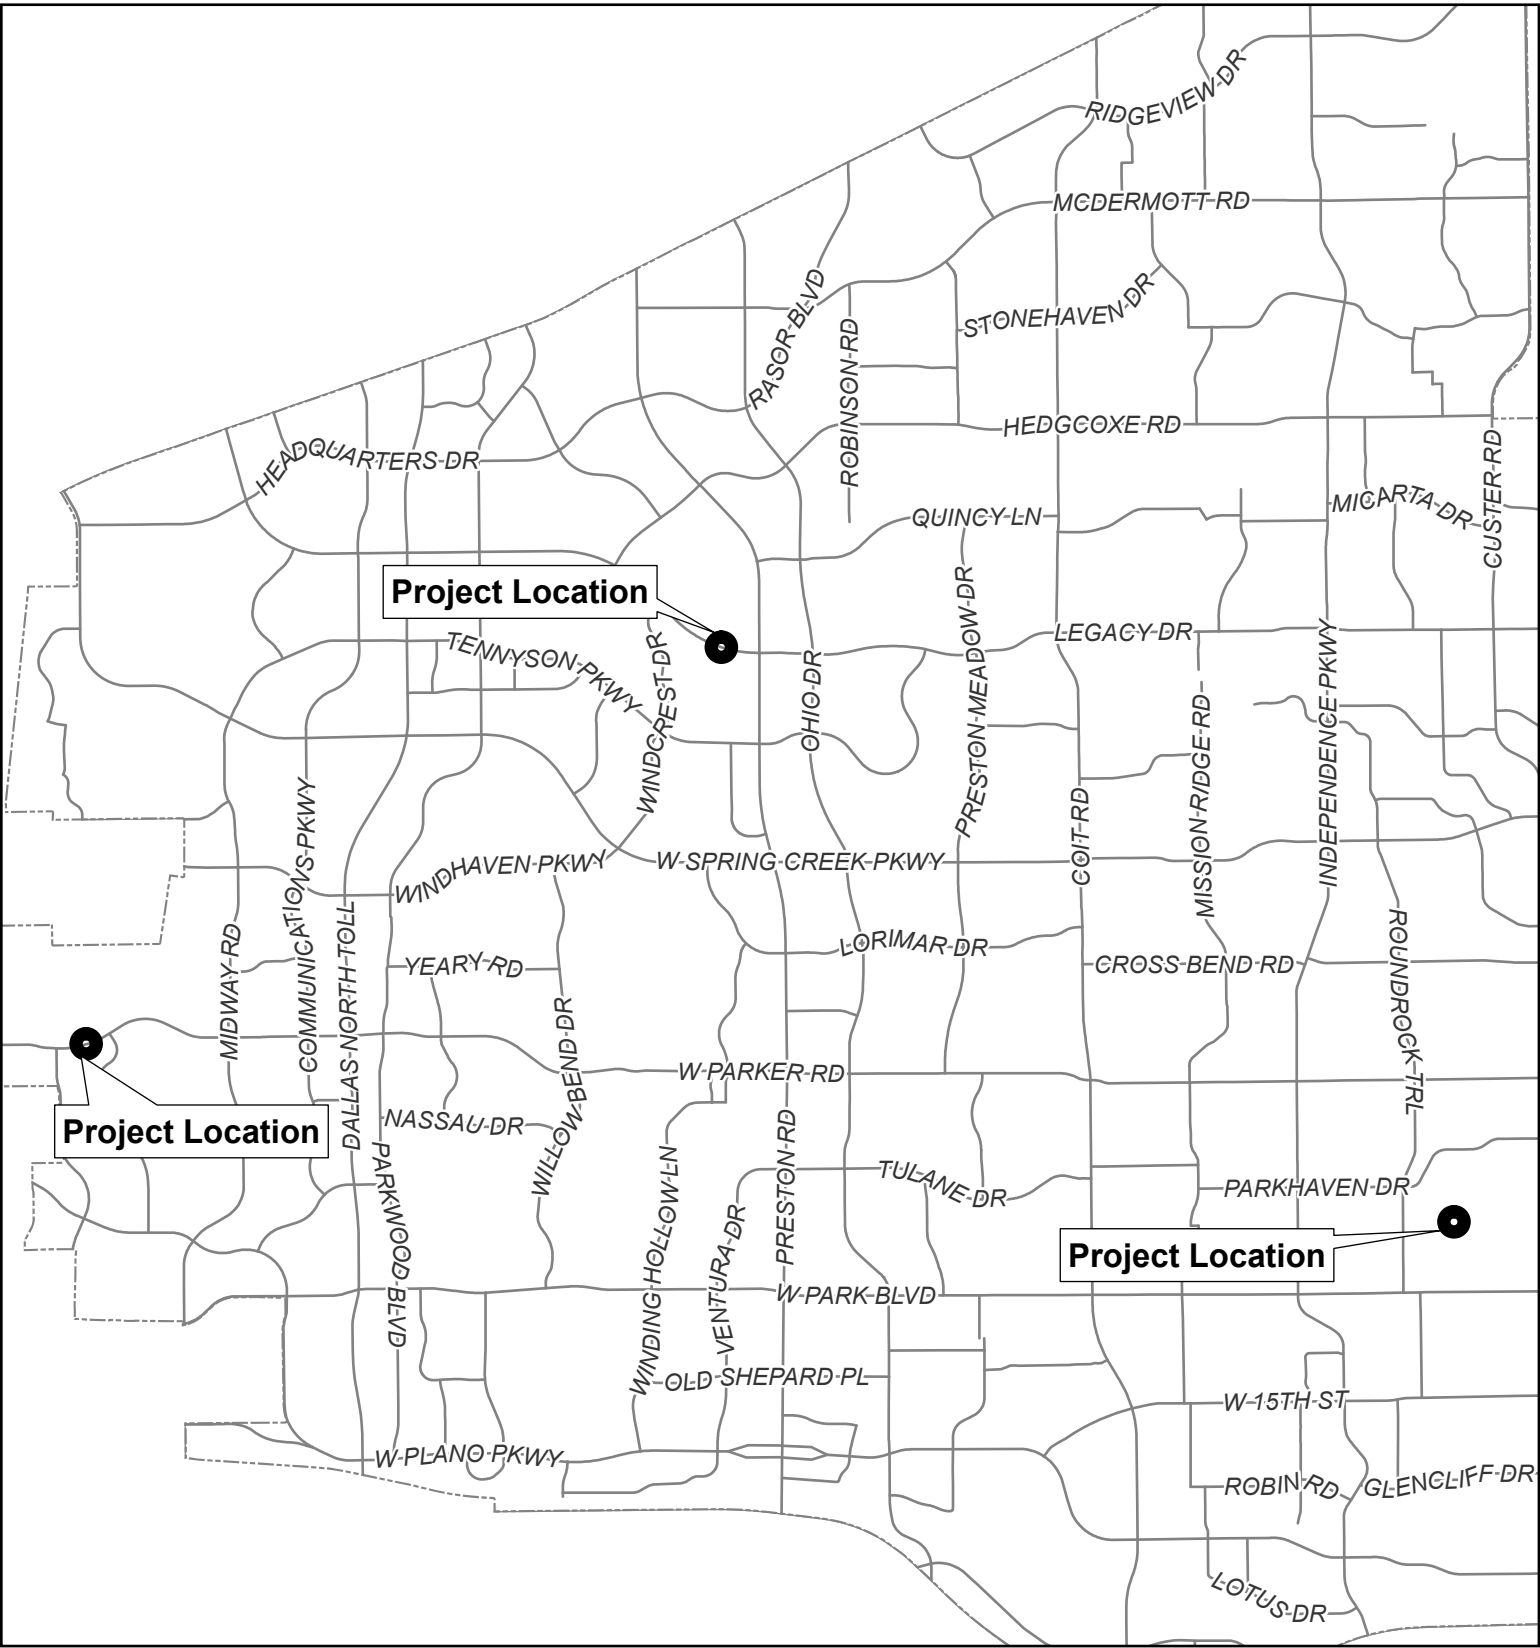 RIDGEVIEW DR
MCDERMOTT RD
RASOR BLVD
STONEHAVEN DR
ROBINSON RD
HEDGCOXE RD
HEADQUARTERS DR
CUSTER RD
MICARTA DR
QUINCY LN
Project Location
PRESTON MEADOW DR
LEGACY DR
INDEPENDENCE PKWY
TENNYSON PKWY
WINDCREST DR
OHIO DR
MISSION RIDGE RD
COIT RD
COMMUNICATIONS PKWY
WINDHAVEN PKWY
W SPRING CREEK PKWY
DALLAS NORTH TOLL
MIDWAY RD
LORIMAR DR
YEARY RD
CROSS BEND RD
ROUNDROCK TRL
WILLOW BEND DR
W PARKER RD
Project Location
NASSAU DR
PRESTON RD
WINDING HOLLOW LN
TULANE DR
PARKHAVEN DR
PARKWOOD BLVD
VENTURA DR
Project Location
W PARK BLVD
OLD SHEPARD PL
W 15TH ST
W PLANO PKWY
ROBIN RD
GLENCLIFF DR
LOTUS DR